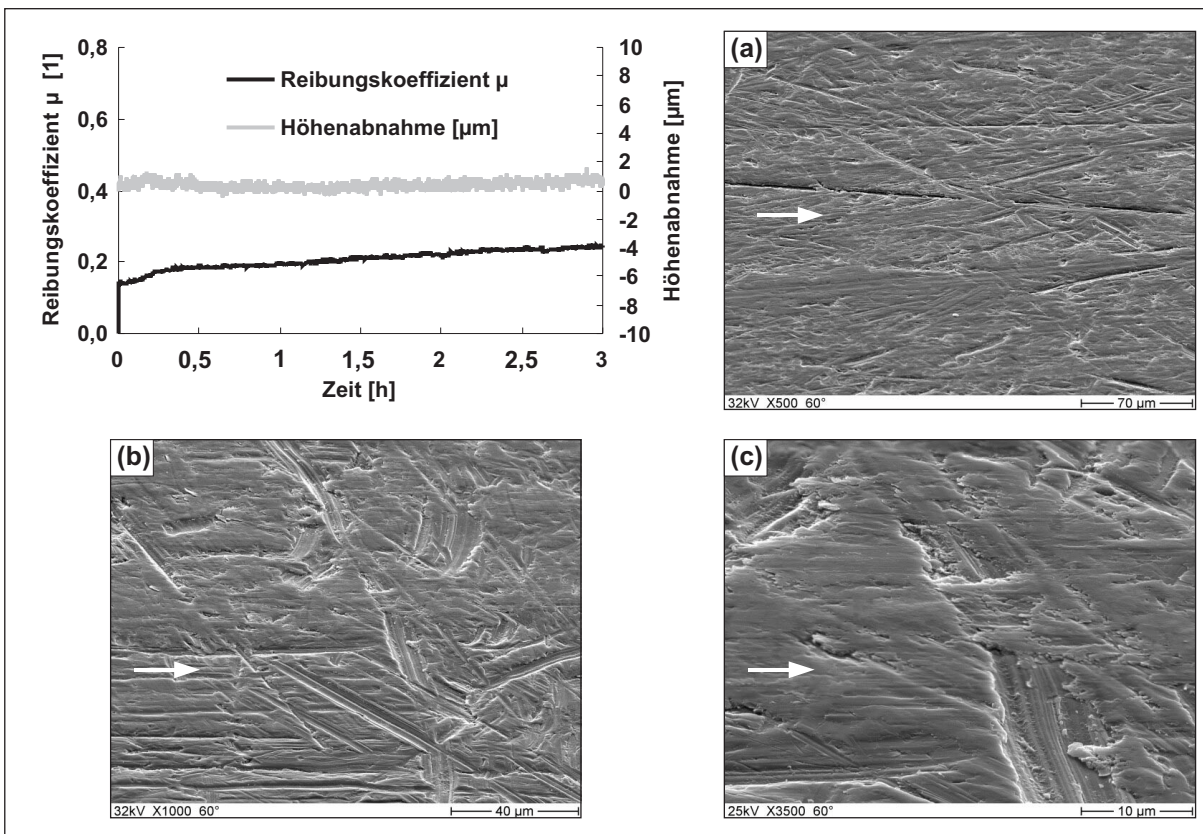 Reibungskoeffizient µ [1]
0,8
0,6
0,4
0,2
0,0
Reibungskoeffizient µ
Höhenabnahme [µm]
10
8
6
4
2
0
-2
-4
-6
-8
-10
Höhenabnahme [µm]
0 0,5 1 1,5 2 2,5 3
Zeit [h]
(a)
32kV X500 60° 70 µm
(b)
32kV X1000 60° 40 µm
(c)
25kV X3500 60° 10 µm